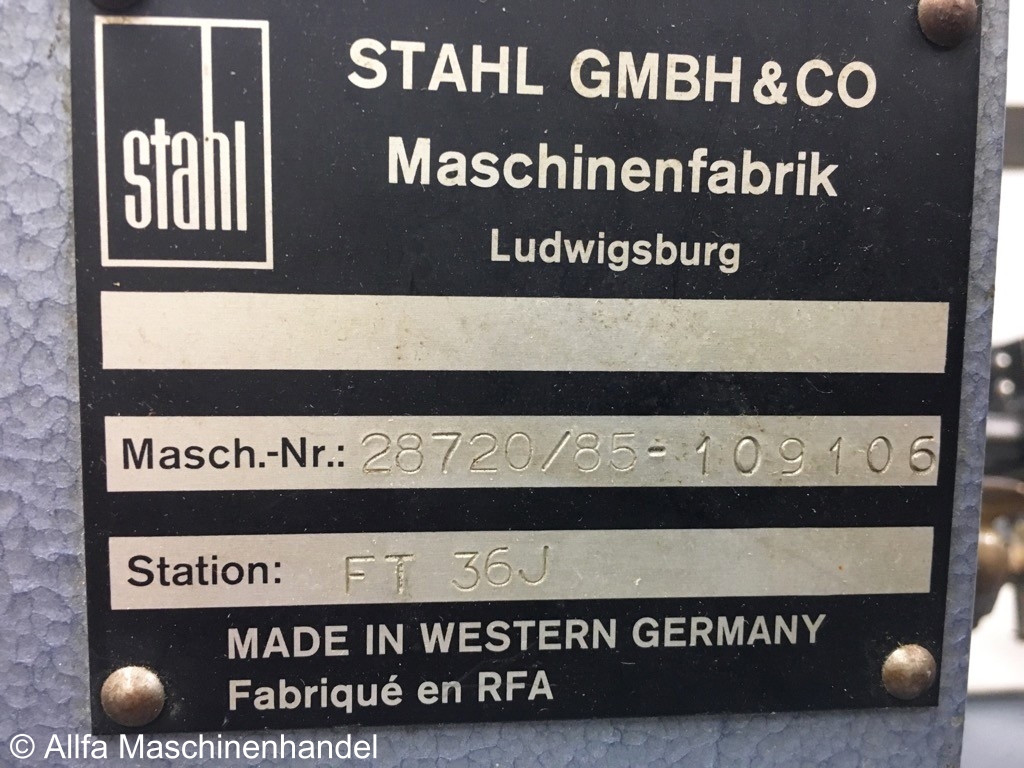 stahl
STAHL GMBH & CO
Maschinenfabrik
Ludwigsburg
Masch.-Nr.: 28720/85-109106
Station: FT 36J
MADE IN WESTERN GERMANY
Fabriqué en RFA
© Allfa Maschinenhandel